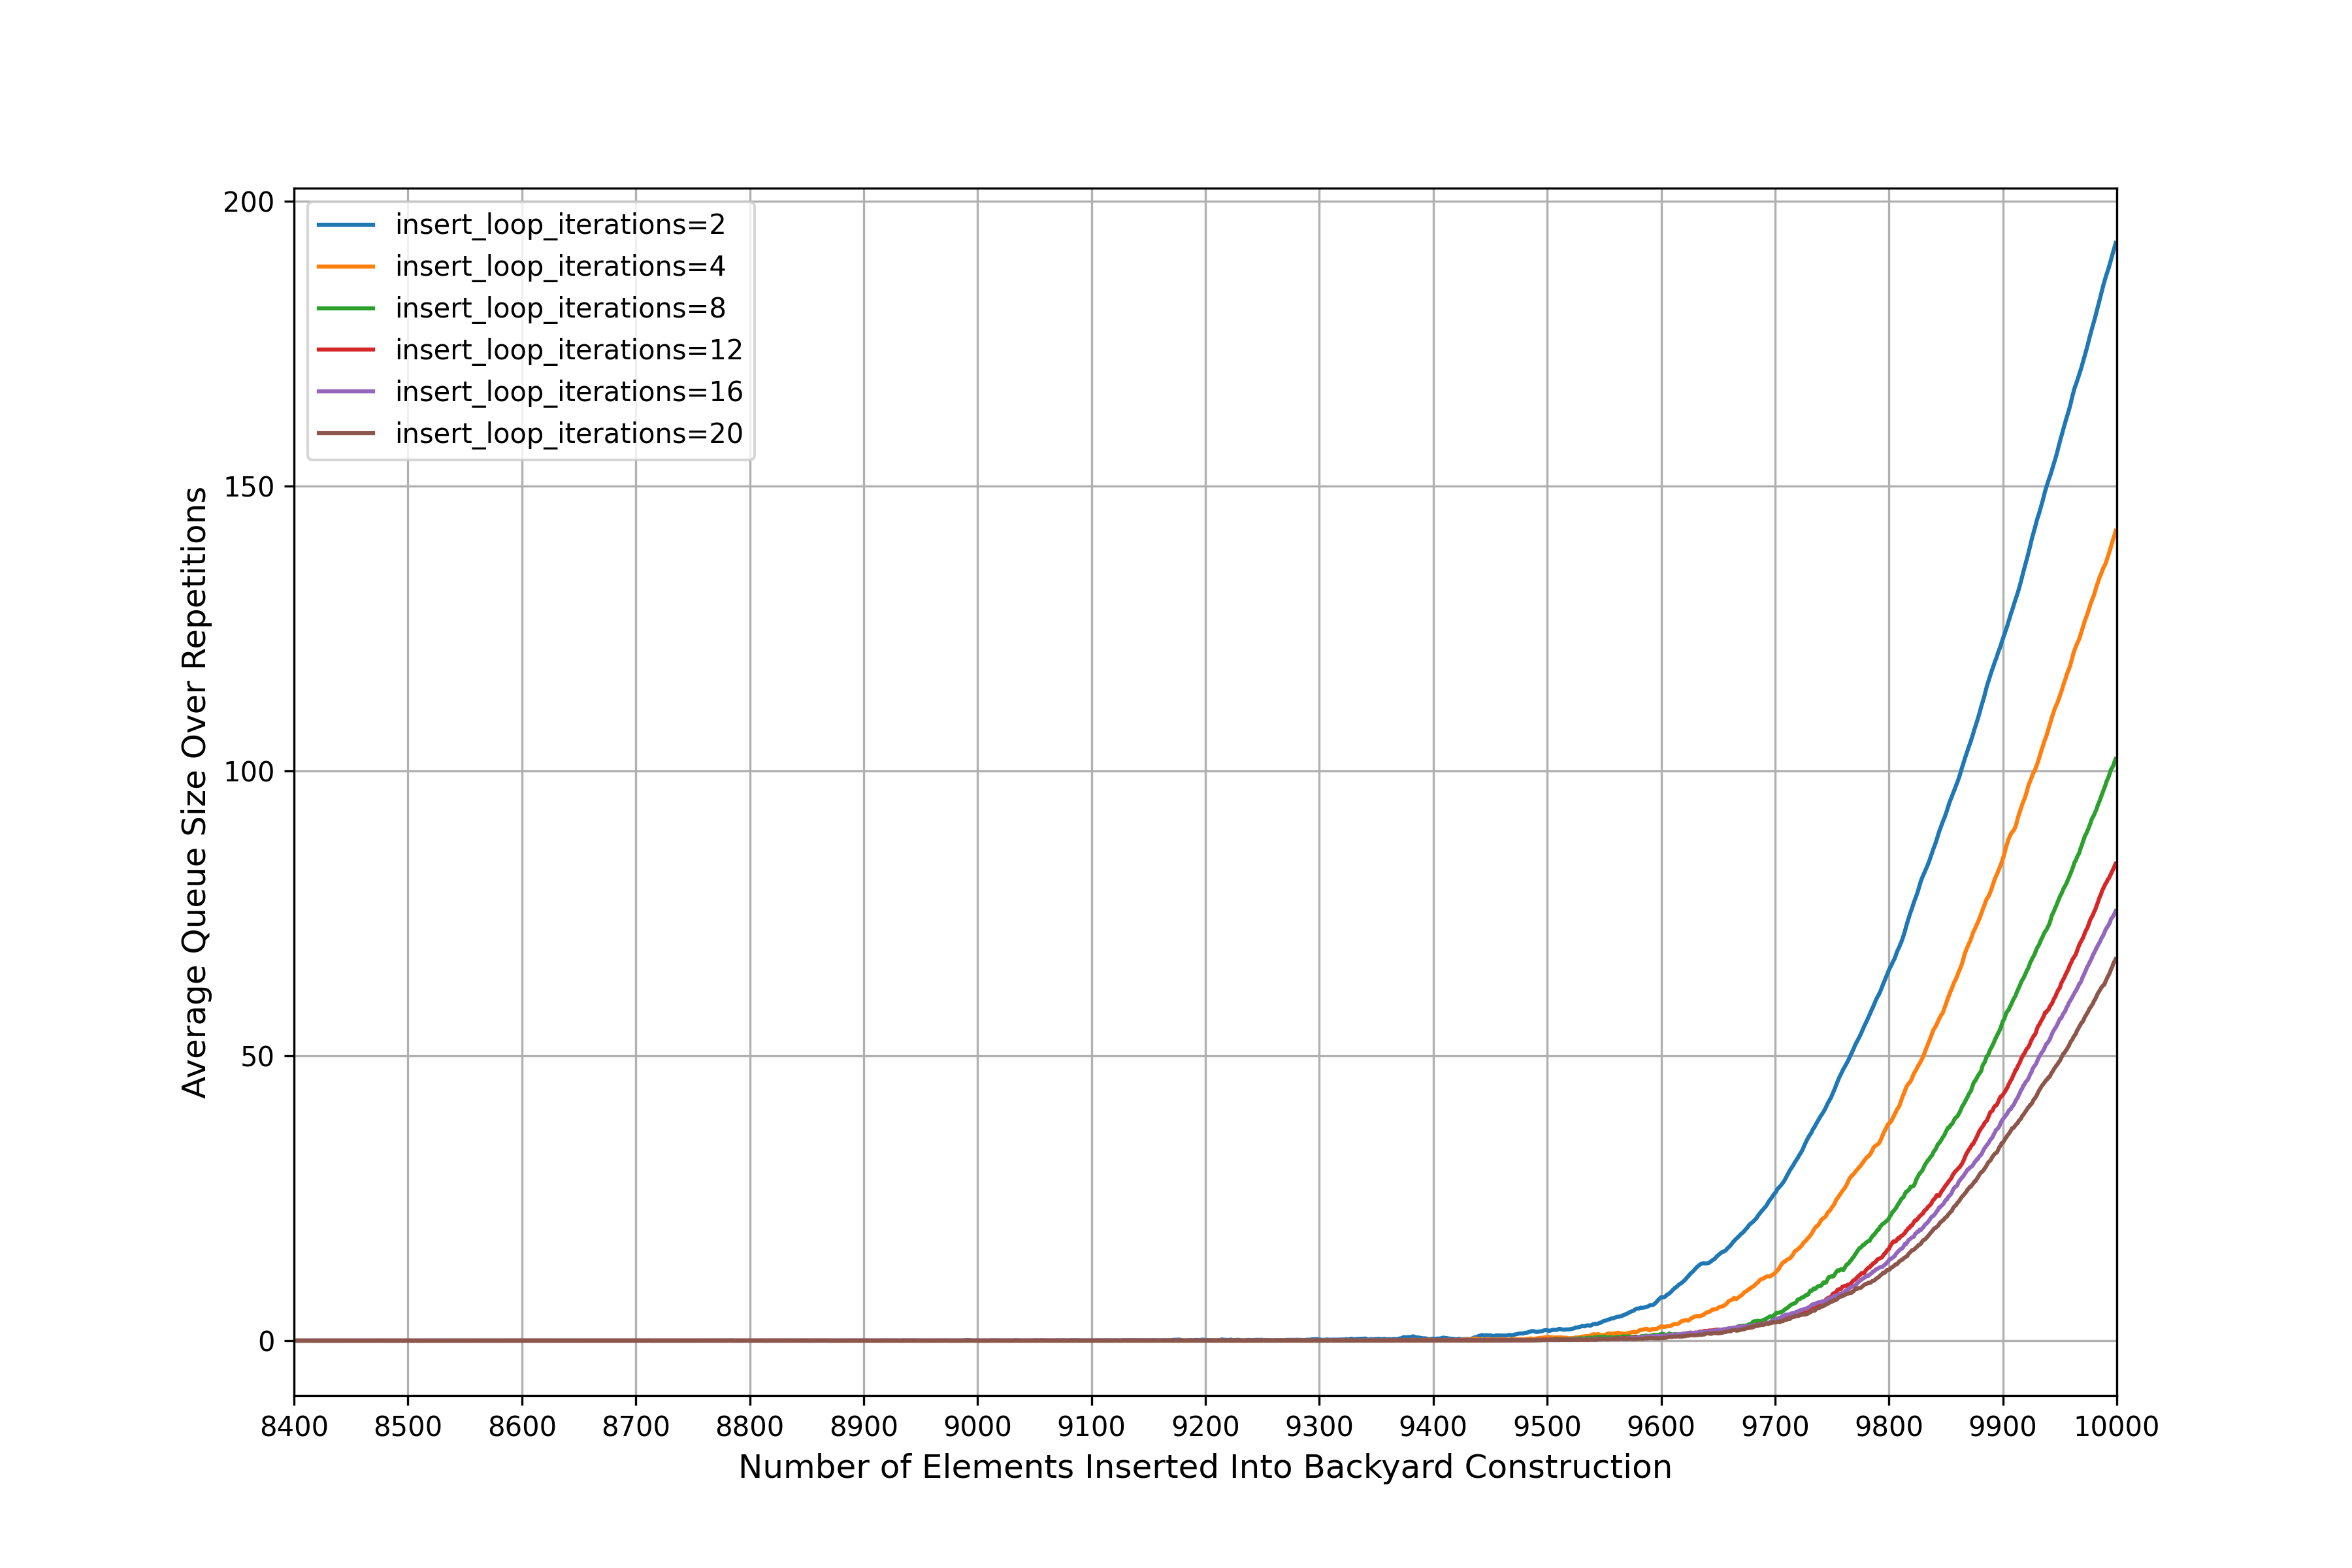 200
150
100
50
0
insert_loop_iterations=2
insert_loop_iterations=4
insert_loop_iterations=8
insert_loop_iterations=12
insert_loop_iterations=16
insert_loop_iterations=20
Average Queue Size Over Repetitions
8400 8500 8600 8700 8800 8900 9000 9100 9200 9300 9400 9500 9600 9700 9800 9900 10000
Number of Elements Inserted Into Backyard Construction